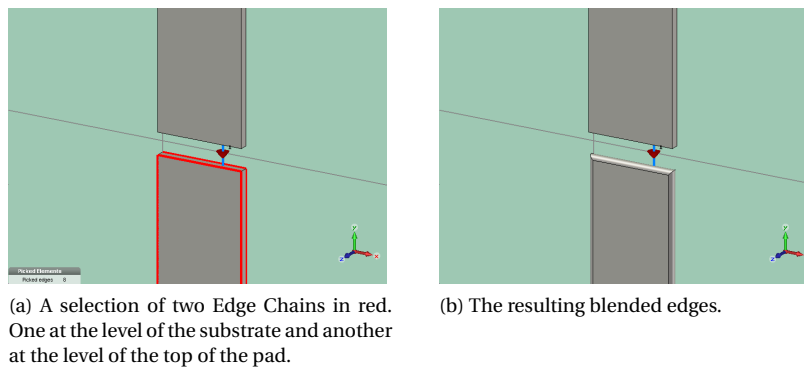 y
z
x
Picked Elements
Picked edges 8
y
z
(a) A selection of two Edge Chains in red.
One at the level of the substrate and another
at the level of the top of the pad.
(b) The resulting blended edges.